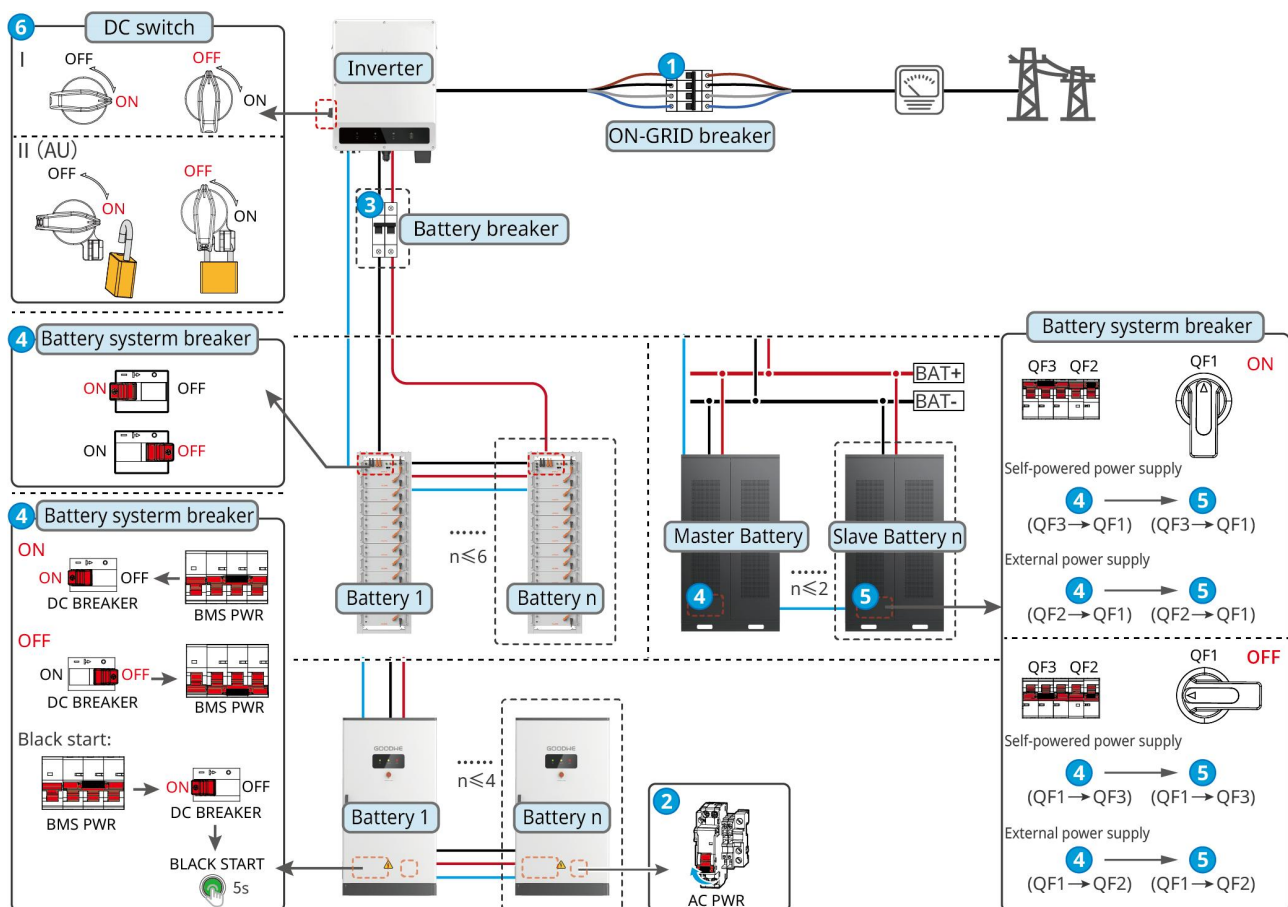 6 DC switch
I
OFF
ON
OFF
ON
II (AU)
OFF
ON
OFF
ON
Inverter
1
ON-GRID breaker
3
Battery breaker
4 Battery systerm breaker
ON OFF
ON OFF
4 Battery systerm breaker
ON
ON OFF
DC BREAKER
BMS PWR
OFF
ON OFF
DC BREAKER
BMS PWR
Black start:
ON OFF
BMS PWR
DC BREAKER
BLACK START
5s
Battery 1
......
n≤6
Battery n
BAT+
BAT-
Master Battery
......
n≤2
Slave Battery n
4
5
GOODWE
......
n≤4
GOODWE
Battery 1
Battery n
2
AC PWR
Battery systerm breaker
QF3 QF2
QF1
ON
Self-powered power supply
4 → 5
(QF3→QF1) (QF3→QF1)
External power supply
4 → 5
(QF2→QF1) (QF2→QF1)
QF3 QF2
QF1
OFF
Self-powered power supply
4 → 5
(QF1→QF3) (QF1→QF3)
External power supply
4 → 5
(QF1→QF2) (QF1→QF2)